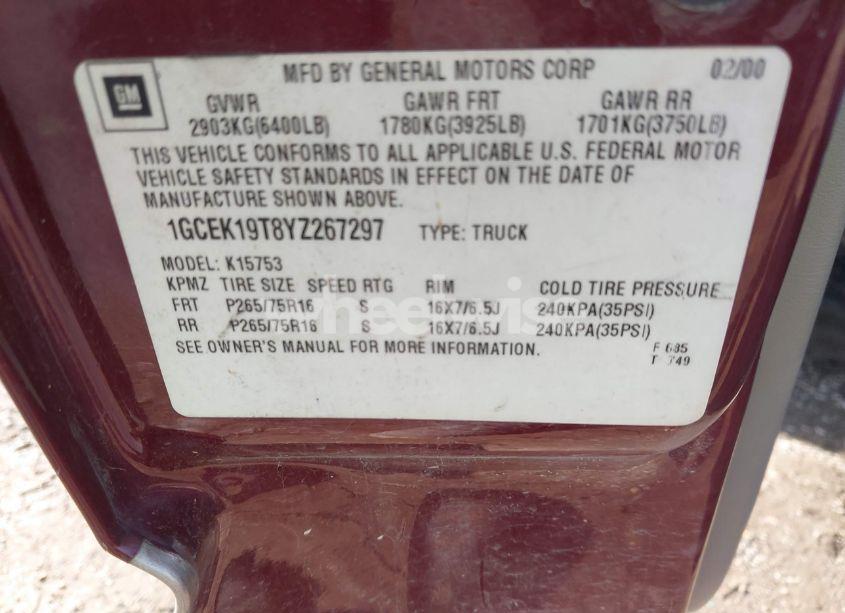 GM
MFD BY GENERAL MOTORS CORP 02/00
GVWR GAWR FRT GAWR RR
2903KG(6400LB) 1780KG(3925LB) 1701KG(3750LB)
THIS VEHICLE CONFORMS TO ALL APPLICABLE U.S. FEDERAL MOTOR
VEHICLE SAFETY STANDARDS IN EFFECT ON THE DATE OF
MANUFACTURE SHOWN ABOVE.
1GCEK19T8YZ267297 TYPE: TRUCK
MODEL: K15753
KPMZ TIRE SIZE SPEED RTG RIM COLD TIRE PRESSURE
FRT P265/75R16 S 16X7/6.5J 240KPA(35PSI)
RR P265/75R16 S 16X7/6.5J 240KPA(35PSI)
SEE OWNER'S MANUAL FOR MORE INFORMATION.
F 685
T 749